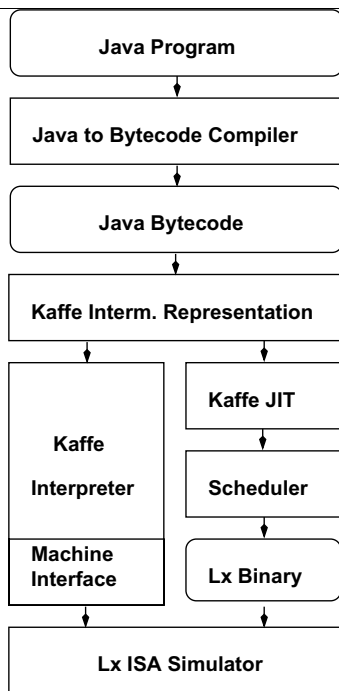 Java Program
Java to Bytecode Compiler
Java Bytecode
Kaffe Interm. Representation
Kaffe
Interpreter
Machine
Interface
Kaffe JIT
Scheduler
Lx Binary
Lx ISA Simulator